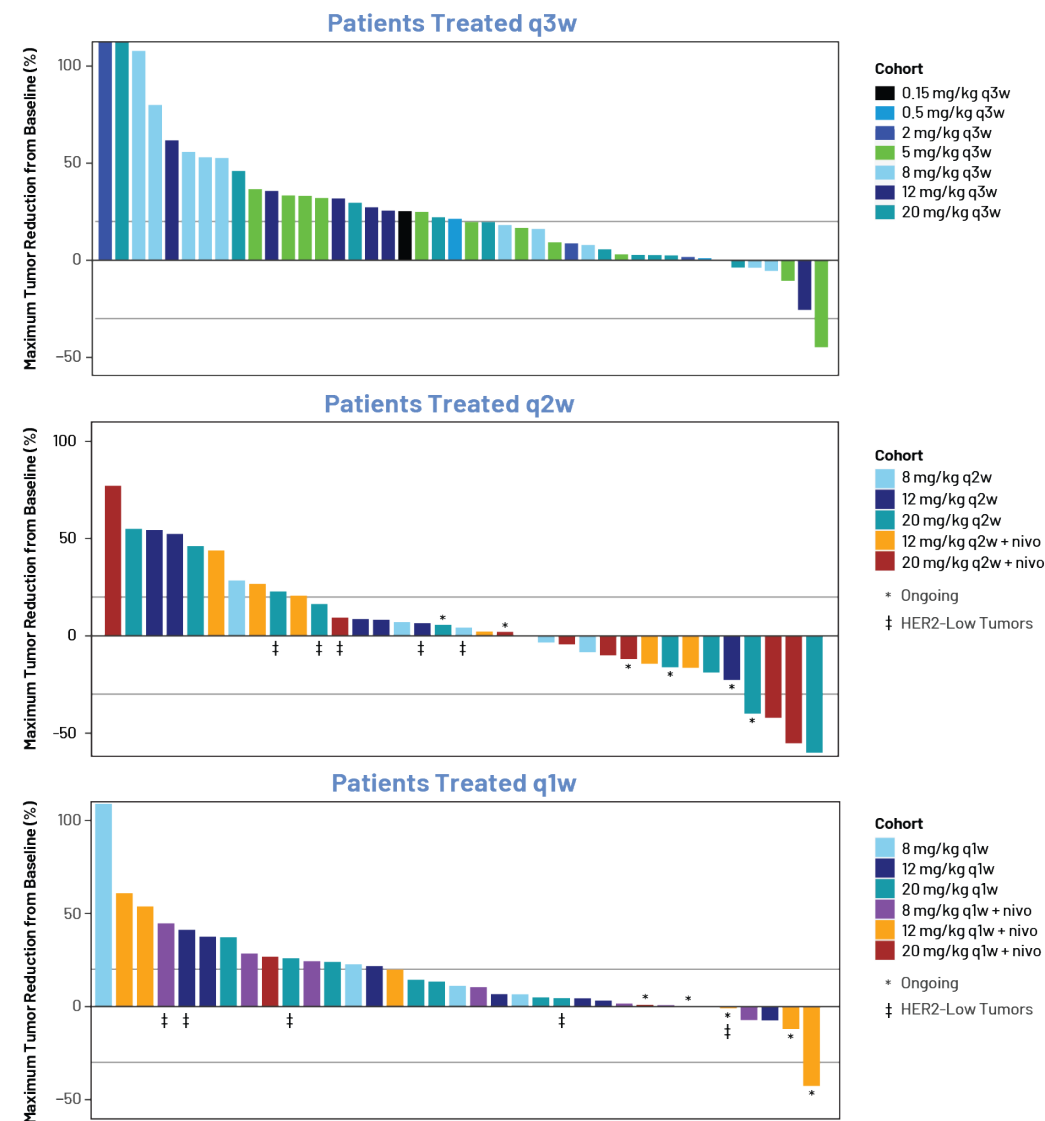 Patients Treated q3w
Maximum Tumor Reduction from Baseline (%)
100
50
0
−50
Cohort
0.15 mg/kg q3w
0.5 mg/kg q3w
2 mg/kg q3w
5 mg/kg q3w
8 mg/kg q3w
12 mg/kg q3w
20 mg/kg q3w
Patients Treated q2w
Maximum Tumor Reduction from Baseline (%)
100
50
0
-50
* *
‡ ‡ ‡ ‡ ‡
* * * *
Cohort
8 mg/kg q2w
12 mg/kg q2w
20 mg/kg q2w
12 mg/kg q2w + nivo
20 mg/kg q2w + nivo
* Ongoing
‡ HER2-Low Tumors
Patients Treated q1w
Maximum Tumor Reduction from Baseline (%)
100
50
0
−50
* *
‡ ‡ ‡ ‡ *
‡ *
*
Cohort
8 mg/kg q1w
12 mg/kg q1w
20 mg/kg q1w
8 mg/kg q1w + nivo
12 mg/kg q1w + nivo
20 mg/kg q1w + nivo
* Ongoing
‡ HER2-Low Tumors